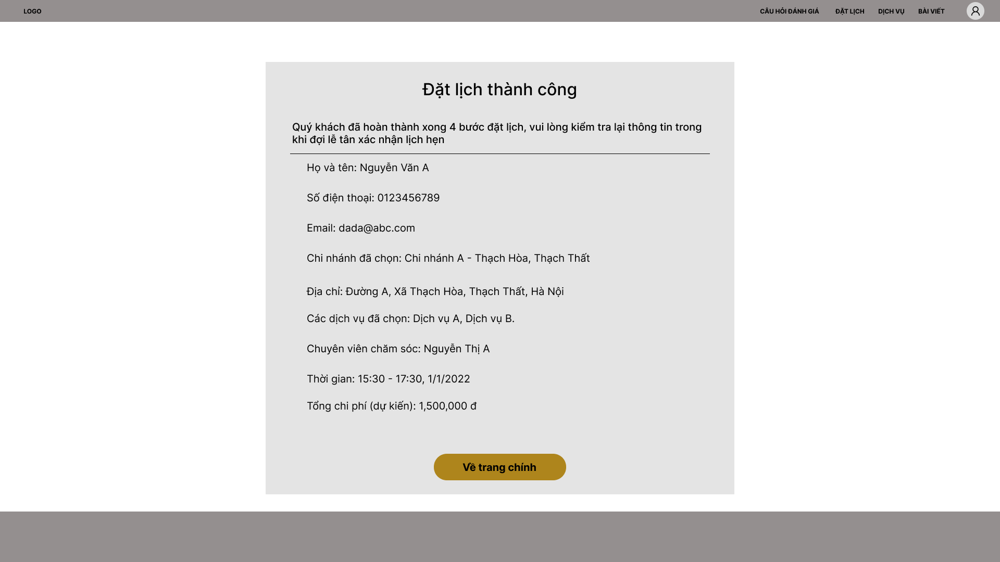 LOGO
CÂU HỎI ĐÁNH GIÁ
ĐẶT LỊCH
DỊCH VỤ
BÀI VIẾT
Đặt lịch thành công
Quý khách đã hoàn thành xong 4 bước đặt lịch, vui lòng kiểm tra lại thông tin trong
khi đợi lễ tân xác nhận lịch hẹn
Họ và tên: Nguyễn Văn A
Số điện thoại: 0123456789
Email: dada@abc.com
Chi nhánh đã chọn: Chi nhánh A - Thạch Hòa, Thạch Thất
Địa chỉ: Đường A, Xã Thạch Hòa, Thạch Thất, Hà Nội
Các dịch vụ đã chọn: Dịch vụ A, Dịch vụ B.
Chuyên viên chăm sóc: Nguyễn Thị A
Thời gian: 15:30 - 17:30, 1/1/2022
Tổng chi phí (dự kiến): 1,500,000 đ
Về trang chính